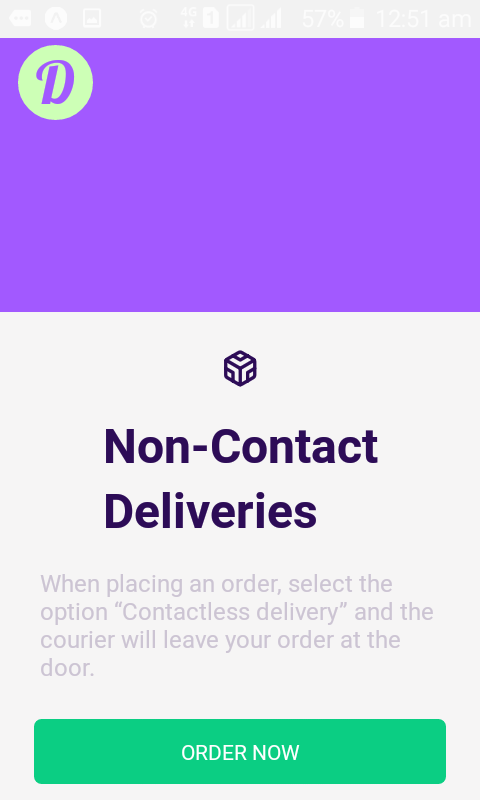 4G 1 57% 12:51 am
D
Non-Contact
Deliveries
When placing an order, select the
option “Contactless delivery” and the
courier will leave your order at the
door.
ORDER NOW